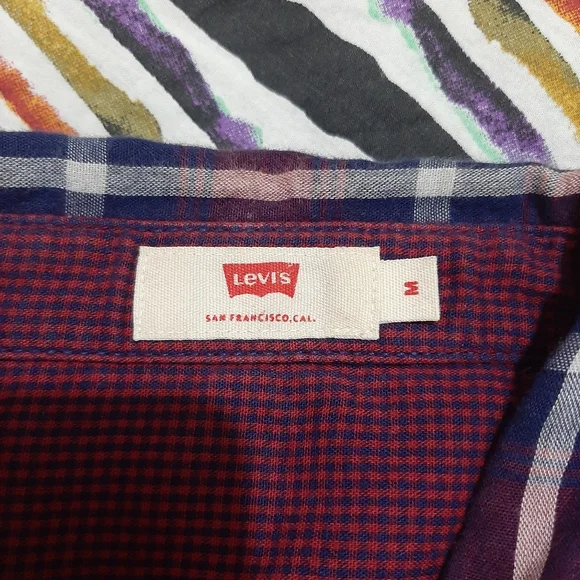 Levi's
SAN FRANCISCO, CAL.
M